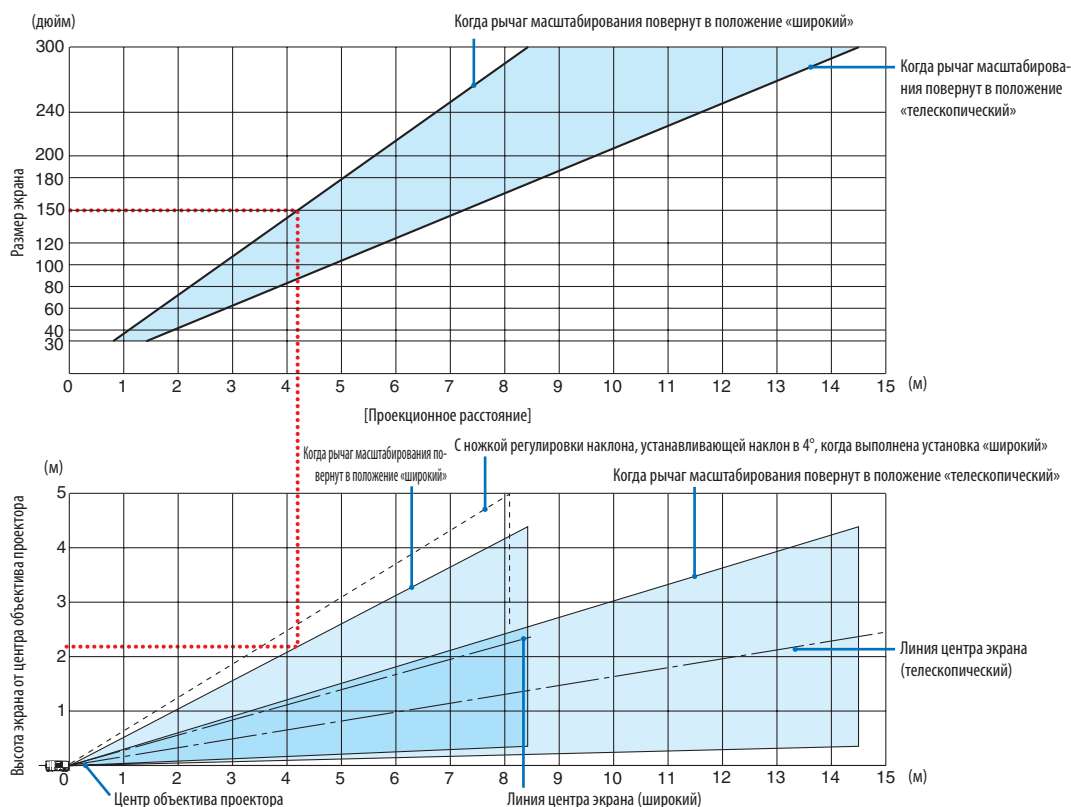 (дюйм)
Когда рычаг масштабирования повернут в положение «широкий»
300
240
200
180
150
120
100
80
60
40
30
Размер экрана
Когда рычаг масштабирова-
ния повернут в положение
«телескопический»
0 1 2 3 4 5 6 7 8 9 10 11 12 13 14 15 (м)
[Проекционное расстояние]
(м)
С ножкой регулировки наклона, устанавливающей наклон в 4°, когда выполнена установка «широкий»
Когда рычаг масштабирования по-
вернут в положение «широкий»
Когда рычаг масштабирования повернут в положение «телескопический»
5
4
3
2
1
Высота экрана от центра объектива проектора
Линия центра экрана
(телескопический)
0 1 2 3 4 5 6 7 8 9 10 11 12 13 14 15 (м)
Центр объектива проектора
Линия центра экрана (широкий)